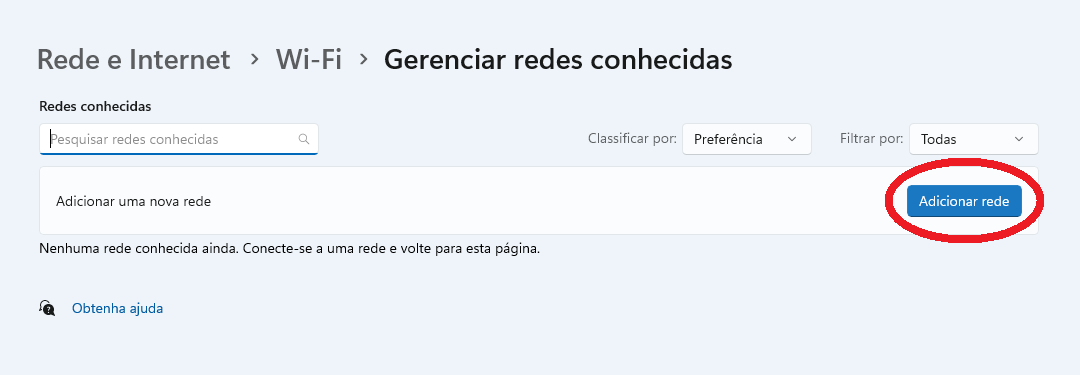 Rede e Internet > Wi-Fi > Gerenciar redes conhecidas
Redes conhecidas
Pesquisar redes conhecidas Classificar por: Preferência Filtrar por: Todas
Adicionar uma nova rede Adicionar rede
Nenhuma rede conhecida ainda. Conecte-se a uma rede e volte para esta página.
Obtenha ajuda